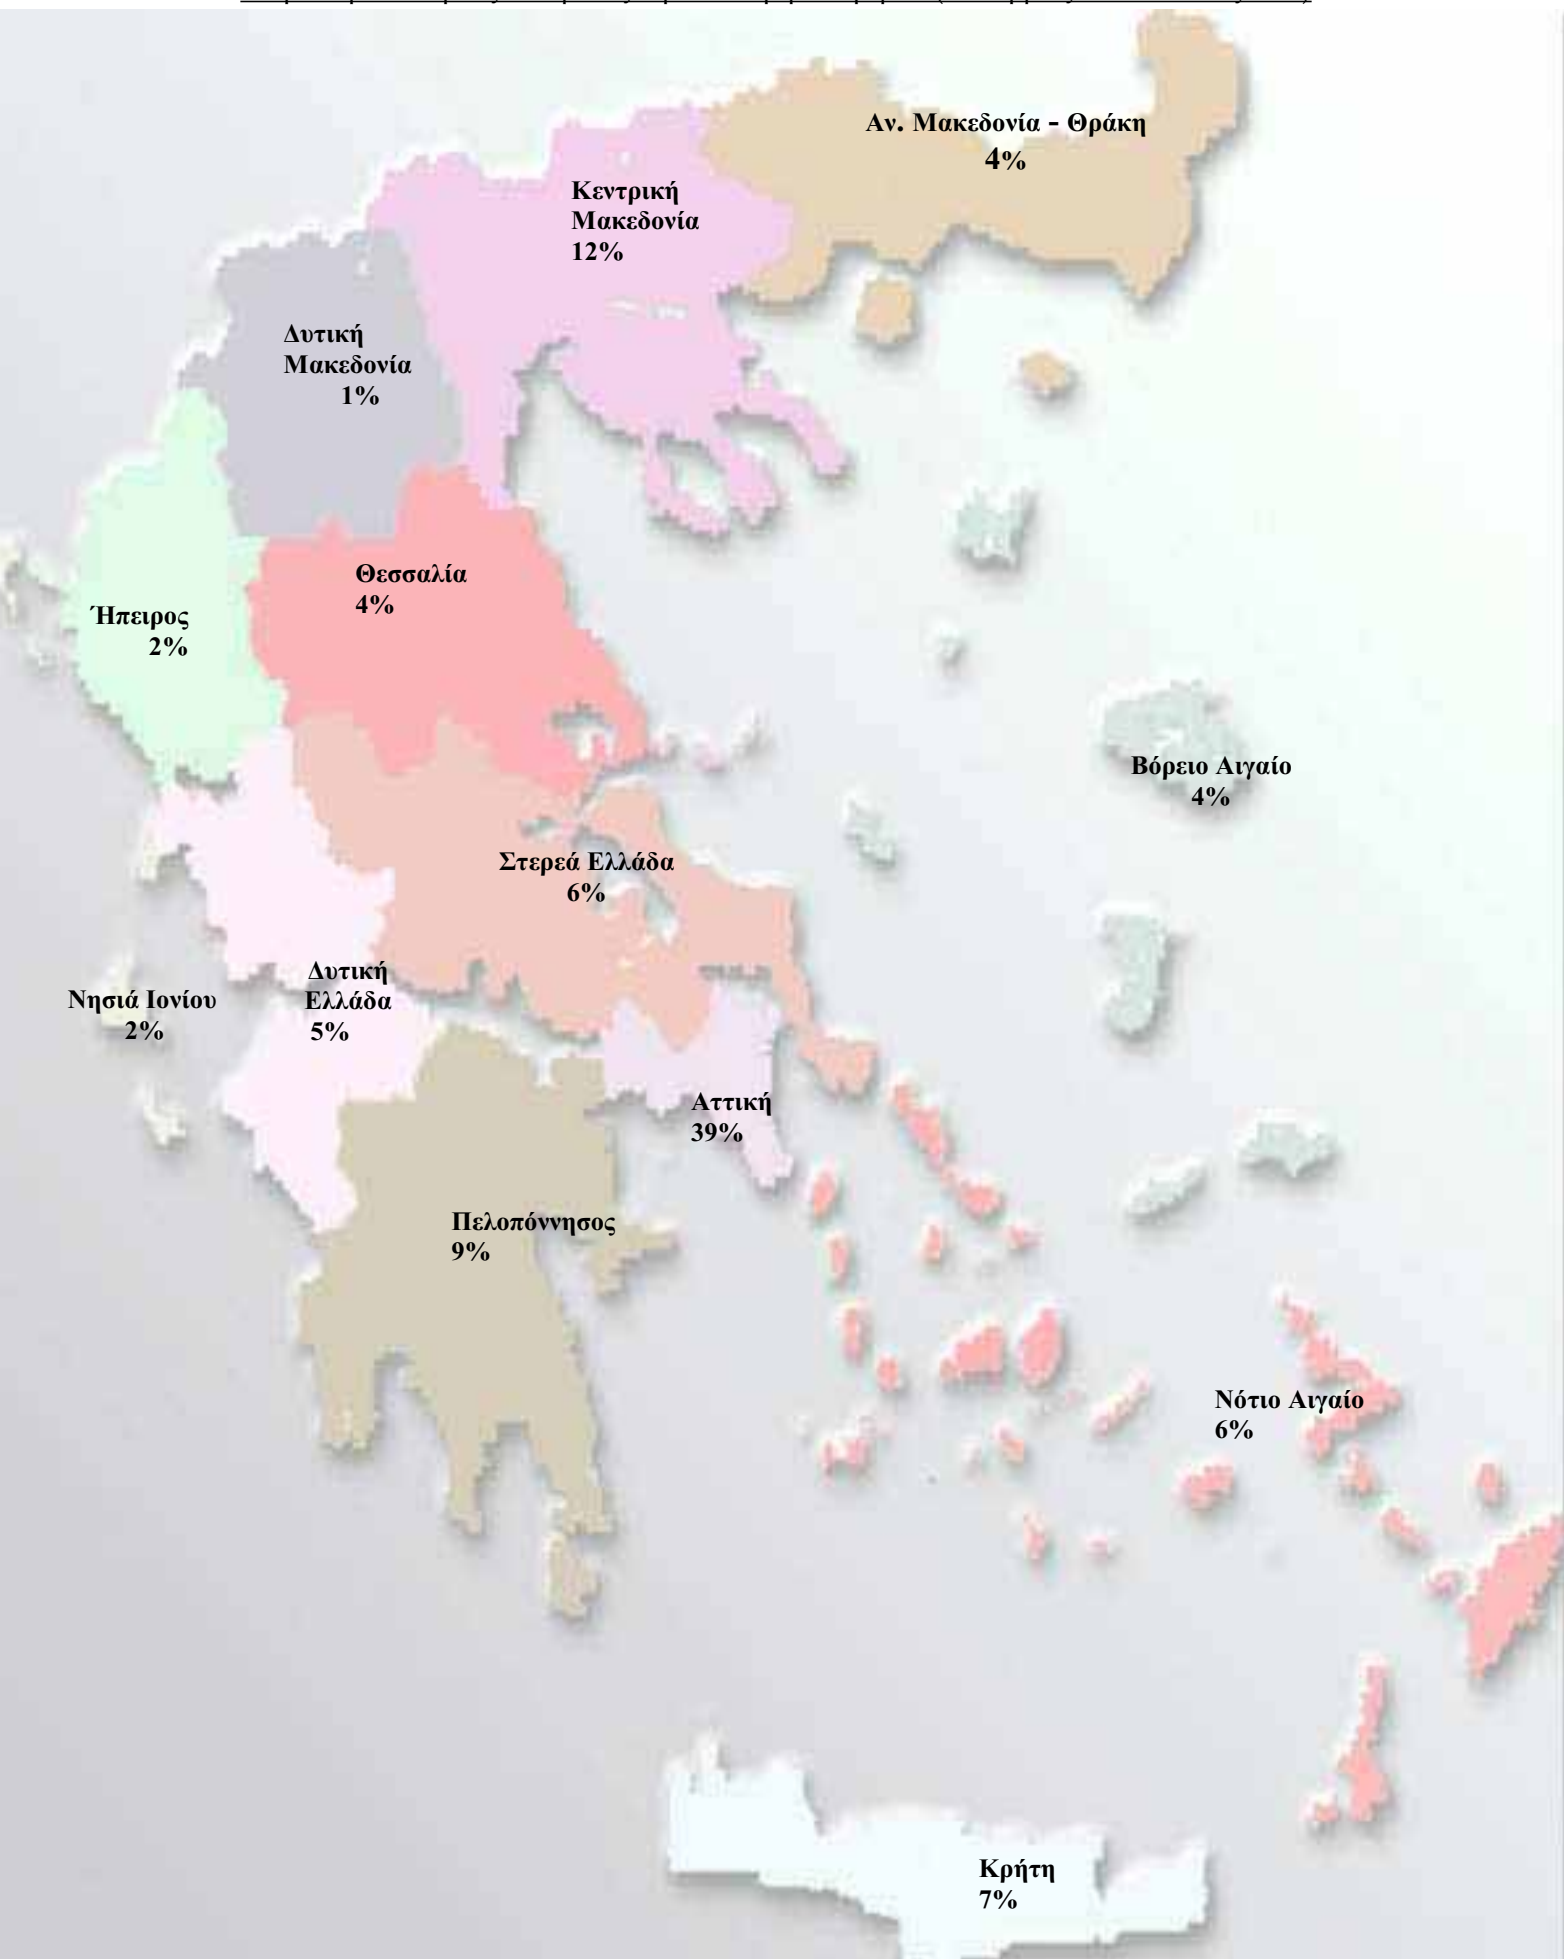 Αν. Μακεδονία - Θράκη
4%
Κεντρική
Μακεδονία
12%
Δυτική
Μακεδονία
1%
Θεσσαλία
4%
Ήπειρος
2%
Βόρειο Αιγαίο
4%
Στερεά Ελλάδα
6%
Δυτική
Ελλάδα
5%
Νησιά Ιονίου
2%
Αττική
39%
Πελοπόννησος
9%
Νότιο Αιγαίο
6%
Κρήτη
7%